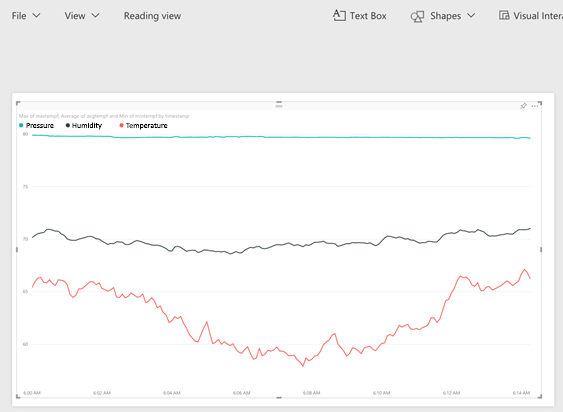 File View Reading view Text Box Shapes Visual Intera
Max of maxtempf, Average of avgtempf and Min of mintempf by timestamp
Pressure Humidity Temperature
80
75
70
65
60
6:00 AM 6:02 AM 6:04 AM 6:06 AM 6:08 AM 6:10 AM 6:12 AM 6:14 AM